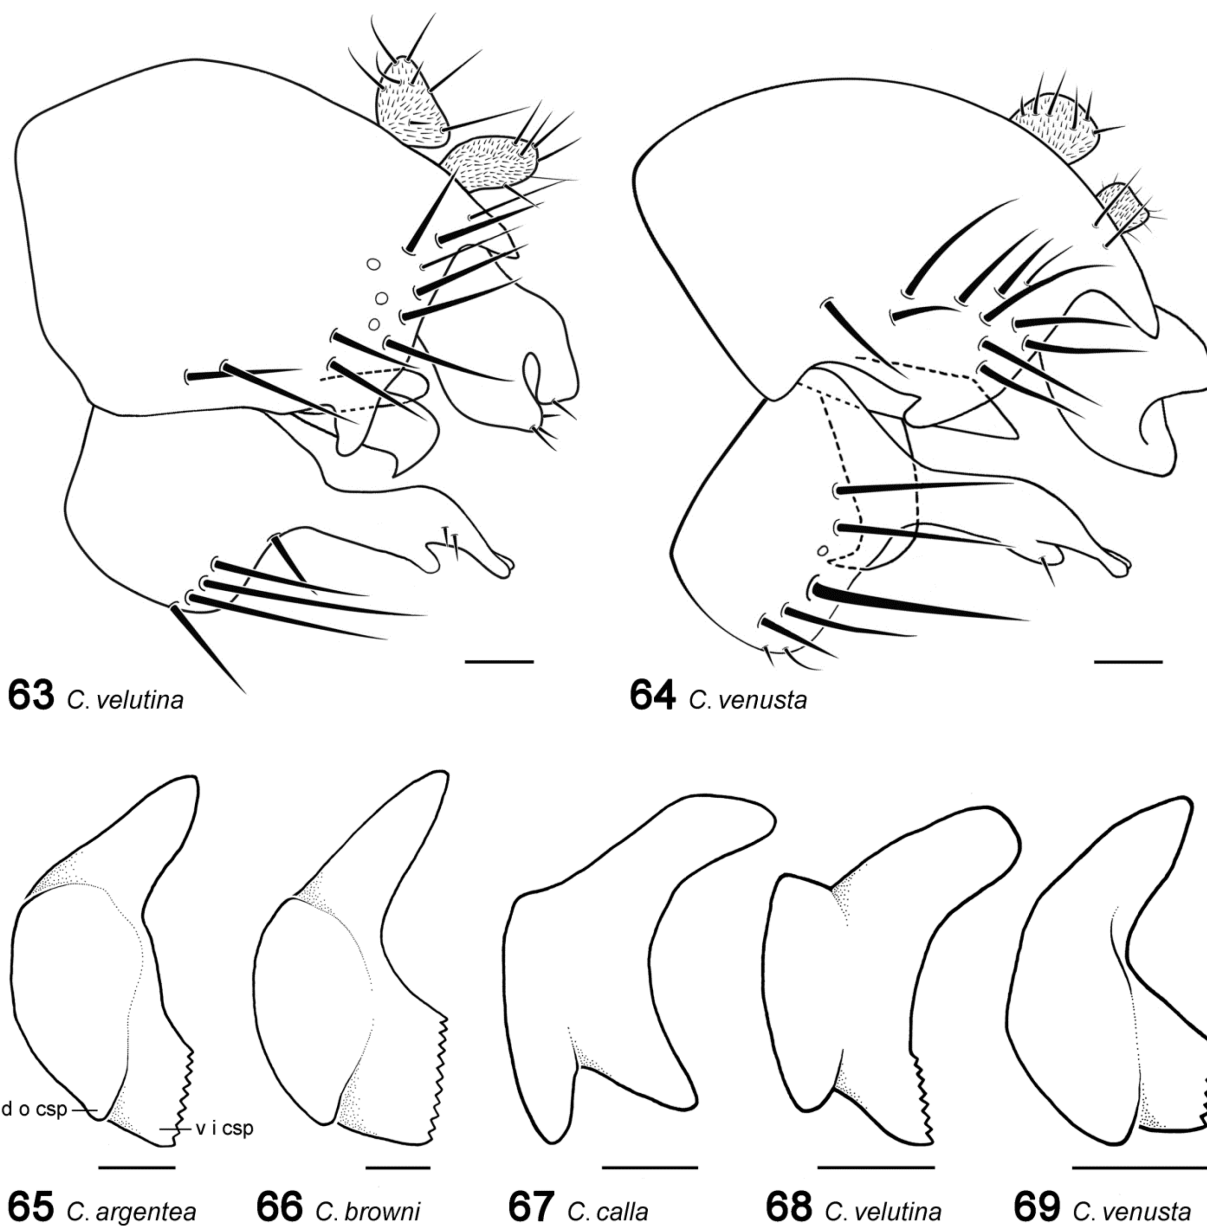 63 C. velutina
64 C. venusta
d o csp
v i csp
65 C. argentea
66 C. browni
67 C. calla
68 C. velutina
69 C. venusta